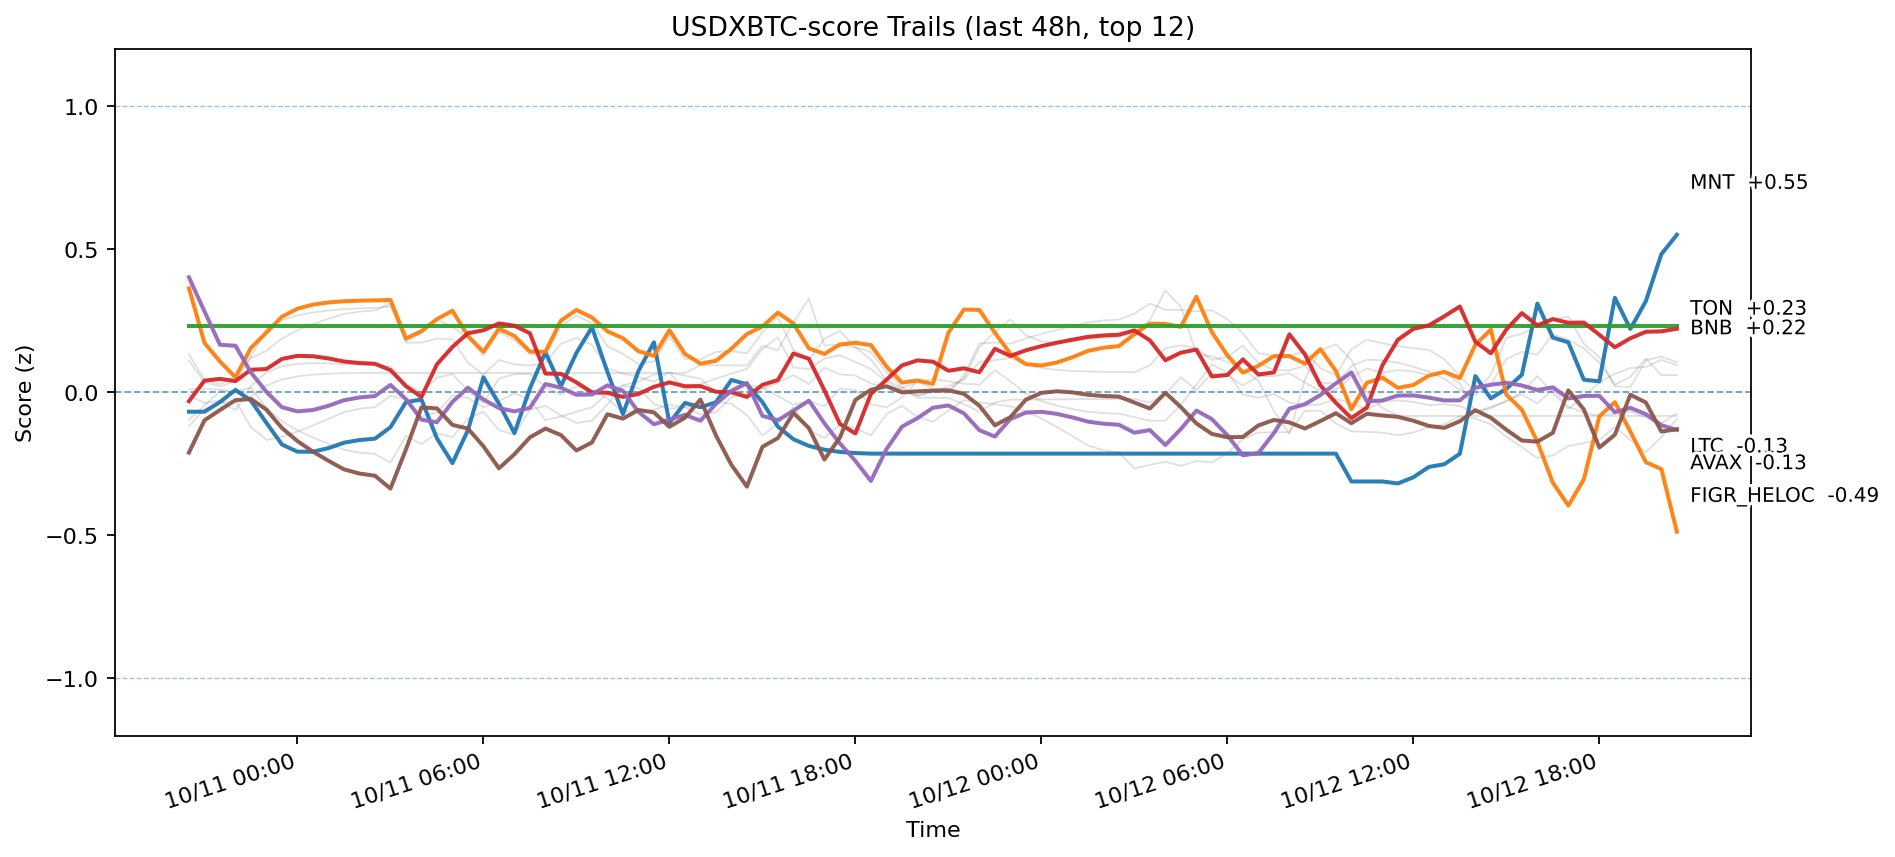 USDXBTC-score Trails (last 48h, top 12)
Score (z)
1.0
0.5
0.0
−0.5
−1.0
MNT +0.55
TON +0.23
BNB +0.22
LTC -0.13
AVAX -0.13
FIGR_HELOC -0.49
10/11 00:00
10/11 06:00
10/11 12:00
10/11 18:00
10/12 00:00
10/12 06:00
10/12 12:00
10/12 18:00
Time